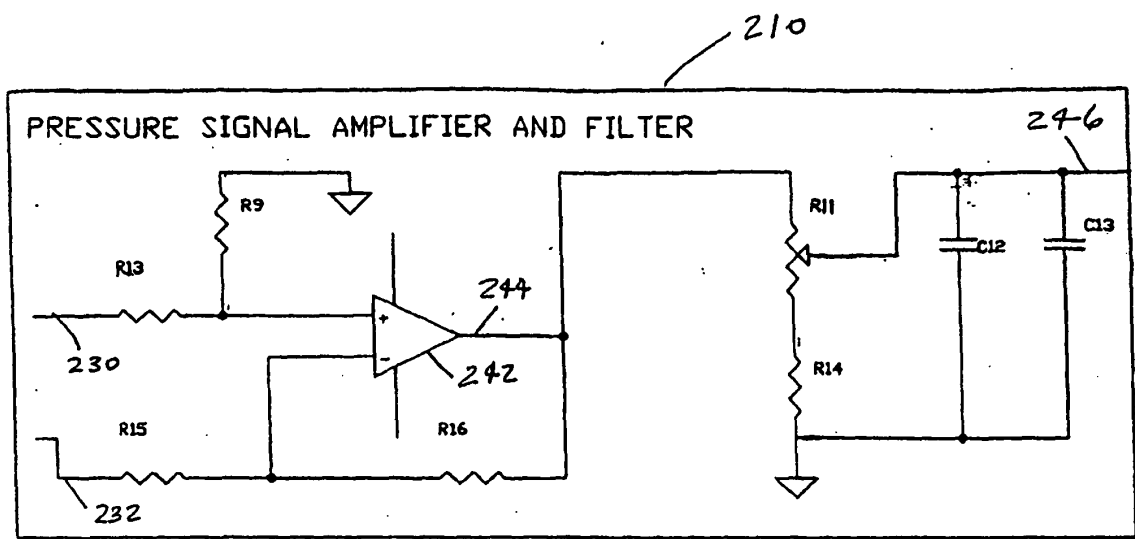 210
PRESSURE SIGNAL AMPLIFIER AND FILTER
246
R9
R11
C12
C13
R13
244
+
-
230
242
R14
R15
R16
232